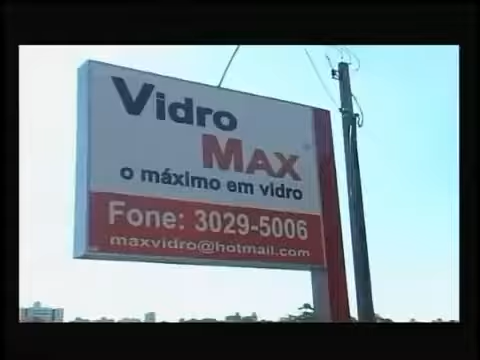 Vidro
MAX
o máximo em vidro
Fone: 3029-5006
maxvidro@hotmail.com